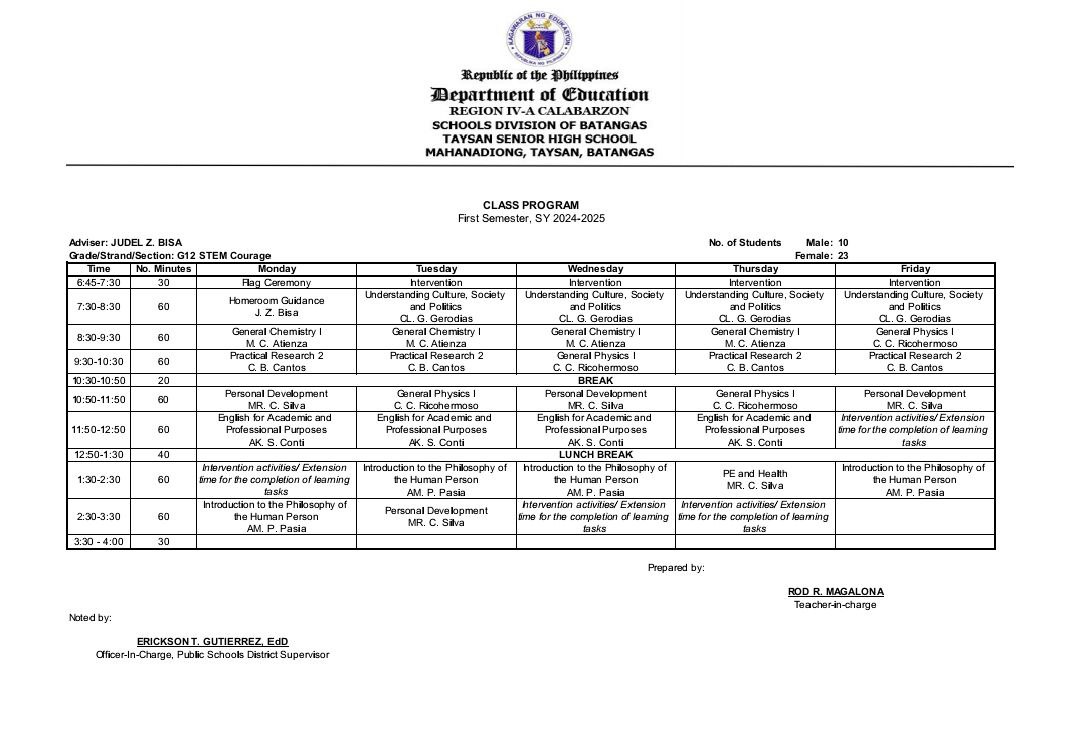 KAGAWARAN NG EDUKASYON
REPUBLIKA NG PILIPINAS
Republic of the Philippines
Department of Education
REGION IV-A CALABARZON
SCHOOLS DIVISION OF BATANGAS
TAYSAN SENIOR HIGH SCHOOL
MAHANADIONG, TAYSAN, BATANGAS
CLASS PROGRAM
First Semester, SY 2024-2025
Adviser: JUDEL Z. BISA No. of Students Male: 10
Grade/Strand/Section: G12 STEM Courage Female: 23
Time No. Minutes Monday Tuesday Wednesday Thursday Friday
6:45-7:30 30 Flag Ceremony Intervention Intervention Intervention Intervention
Understanding Culture, Society Understanding Culture, Society Understanding Culture, Society Understanding Culture, Society
7:30-8:30 60 Homeroom Guidance and Politics and Politics and Politics and Politics
J. Z. Bisa CL. G. Gerodias CL. G. Gerodias CL. G. Gerodias CL. G. Gerodias
8:30-9:30 60 General Chemistry I General Chemistry I General Chemistry I General Chemistry I General Physics I
M. C. Atienza M. C. Atienza M. C. Atienza M. C. Atienza C. C. Ricohermoso
9:30-10:30 60 Practical Research 2 Practical Research 2 General Physics I Practical Research 2 Practical Research 2
C. B. Cantos C. B. Cantos C. C. Ricohermoso C. B. Cantos C. B. Cantos
10:30-10:50 20 BREAK
10:50-11:50 60 Personal Development General Physics I Personal Development General Physics I Personal Development
MR. C. Silva C. C. Ricohermoso MR. C. Silva C. C. Ricohermoso MR. C. Silva
English for Academic and English for Academic and English for Academic and English for Academic and Intervention activities/ Extension
11:50-12:50 60 Professional Purposes Professional Purposes Professional Purposes Professional Purposes time for the completion of learning
AK. S. Conti AK. S. Conti AK. S. Conti AK. S. Conti tasks
12:50-1:30 40 LUNCH BREAK
Intervention activities/ Extension Introduction to the Philosophy of Introduction to the Philosophy of PE and Health Introduction to the Philosophy of
1:30-2:30 60 time for the completion of learning the Human Person the Human Person MR. C. Silva the Human Person
tasks AM. P. Pasia AM. P. Pasia AM. P. Pasia
Introduction to the Philosophy of Personal Development Intervention activities/ Extension Intervention activities/ Extension
2:30-3:30 60 the Human Person MR. C. Silva time for the completion of learning time for the completion of learning
AM. P. Pasia tasks tasks
3:30 - 4:00 30
Prepared by:
ROD R. MAGALONA
Teacher-in-charge
Noted by:
ERICKSON T. GUTIERREZ, EdD
Officer-In-Charge, Public Schools District Supervisor